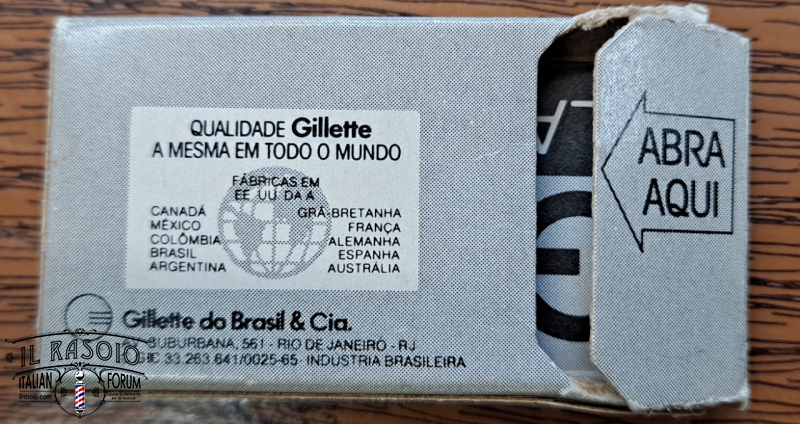 QUALIDADE Gillette
A MESMA EM TODO O MUNDO
FÁBRICAS EM
EE UU DA A
CANADÁ
MÉXICO
COLÔMBIA
BRASIL
ARGENTINA
GRÃ-BRETANHA
FRANÇA
ALEMANHA
ESPANHA
AUSTRÁLIA
Gillette do Brasil & Cia.
SUBURBANA, 561 - RIO DE JANEIRO - RJ
33.263.641/0025-65 - INDÚSTRIA BRASILEIRA
ABRA
AQUI
IL RASOIO
ITALIAN FORUM
ilrasoio.com